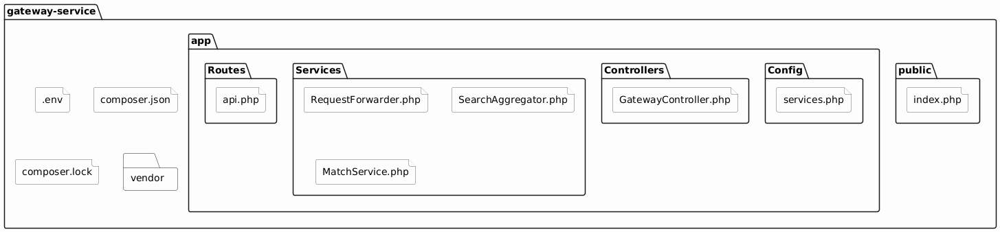 gateway-service
app
Routes
Services
Controllers
Config
public
.env
composer.json
api.php
RequestForwarder.php
SearchAggregator.php
GatewayController.php
services.php
index.php
composer.lock
vendor
MatchService.php